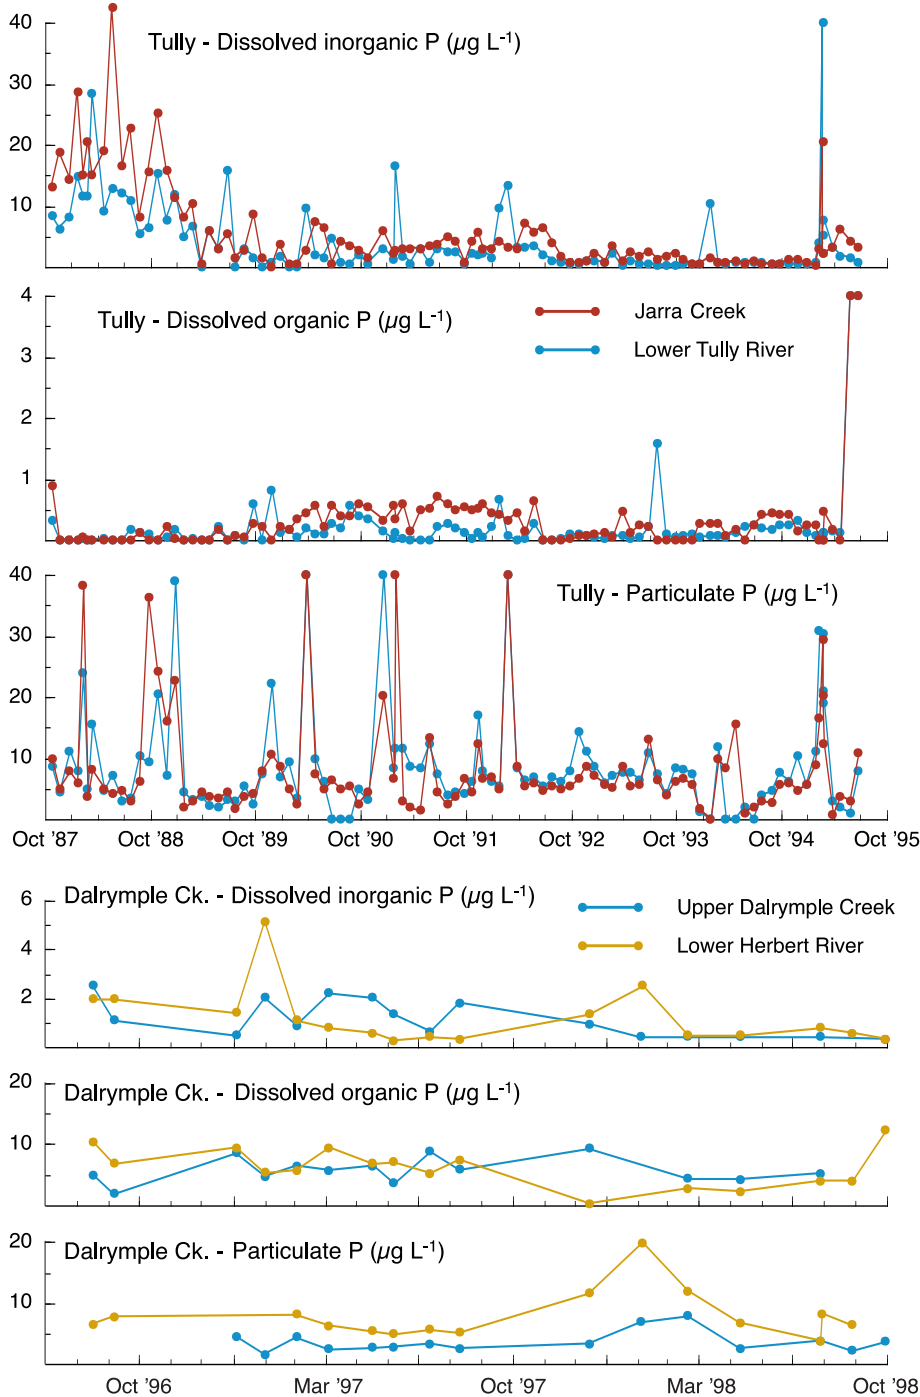 Tully - Dissolved inorganic P (µg L-1)
40
30
20
10
Tully - Dissolved organic P (µg L-1)
4
3
2
1
Jarra Creek
Lower Tully River
Tully - Particulate P (µg L-1)
40
30
20
10
Oct '87 Oct '88 Oct '89 Oct '90 Oct '91 Oct '92 Oct '93 Oct '94 Oct '95
Dalrymple Ck. - Dissolved inorganic P (µg L-1)
6
4
2
Upper Dalrymple Creek
Lower Herbert River
Dalrymple Ck. - Dissolved organic P (µg L-1)
20
10
Dalrymple Ck. - Particulate P (µg L-1)
20
10
Oct '96 Mar '97 Oct '97 Mar '98 Oct '98